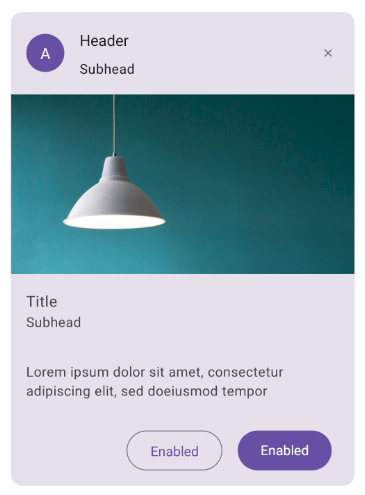 A
Header
Subhead
Title
Subhead
Lorem ipsum dolor sit amet, consectetur
adipiscing elit, sed doeiusmod tempor
Enabled
Enabled